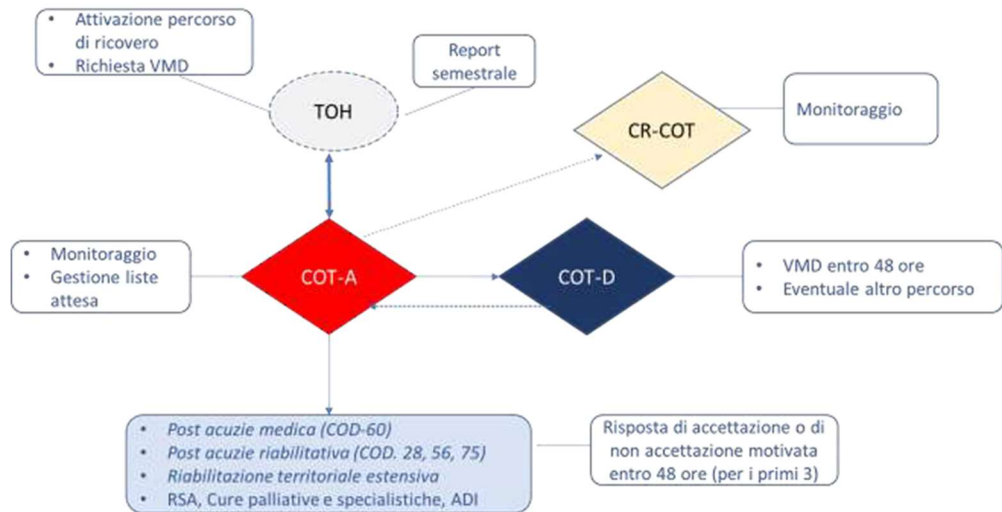 • Attivazione percorso
di ricovero
• Richiesta VMD
Report
semestrale
TOH
CR-COT
Monitoraggio
• Monitoraggio
• Gestione liste
attesa
COT-A
COT-D
• VMD entro 48 ore
• Eventuale altro percorso
• Post acuzie medica (COD-60)
• Post acuzie riabilitativa (COD. 28, 56, 75)
• Riabilitazione territoriale estensiva
• RSA, Cure palliative e specialistiche, ADI
Risposta di accettazione o di
non accettazione motivata
entro 48 ore (per i primi 3)